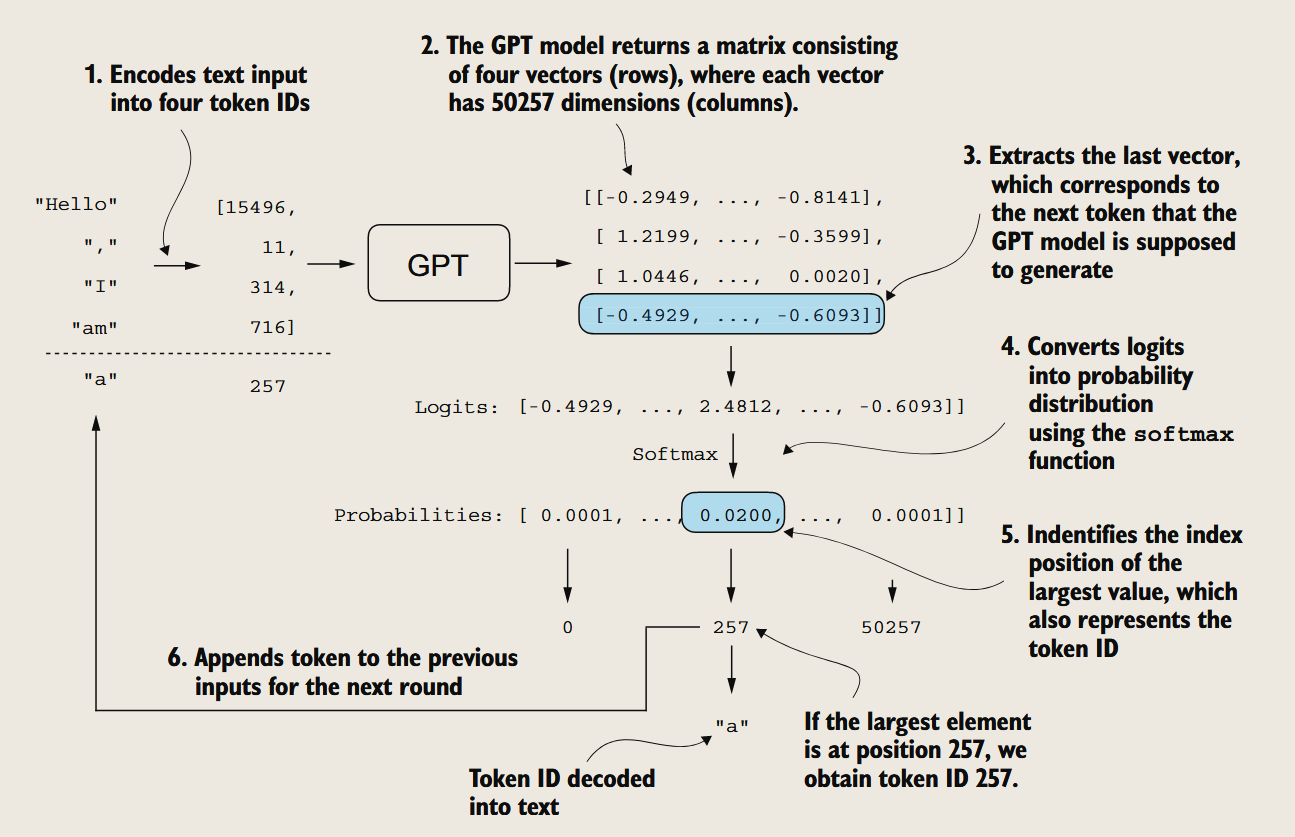 2. The GPT model returns a matrix consisting
of four vectors (rows), where each vector
has 50257 dimensions (columns).
1. Encodes text input
into four token IDs
3. Extracts the last vector,
which corresponds to
the next token that the
GPT model is supposed
to generate
"Hello"
","
"I"
"am"
"a"
[15496,
11,
314,
716]
257
GPT
[[-0.2949, ..., -0.8141],
[ 1.2199, ..., -0.3599],
[ 1.0446, ..., 0.0020],
[-0.4929, ..., -0.6093]]
4. Converts logits
into probability
distribution
using the softmax
function
Logits: [-0.4929, ..., 2.4812, ..., -0.6093]]
Softmax
Probabilities: [ 0.0001, ..., 0.0200, ..., 0.0001]]
5. Indentifies the index
position of the
largest value, which
also represents the
token ID
0
257
50257
6. Appends token to the previous
inputs for the next round
"a"
If the largest element
is at position 257, we
obtain token ID 257.
Token ID decoded
into text